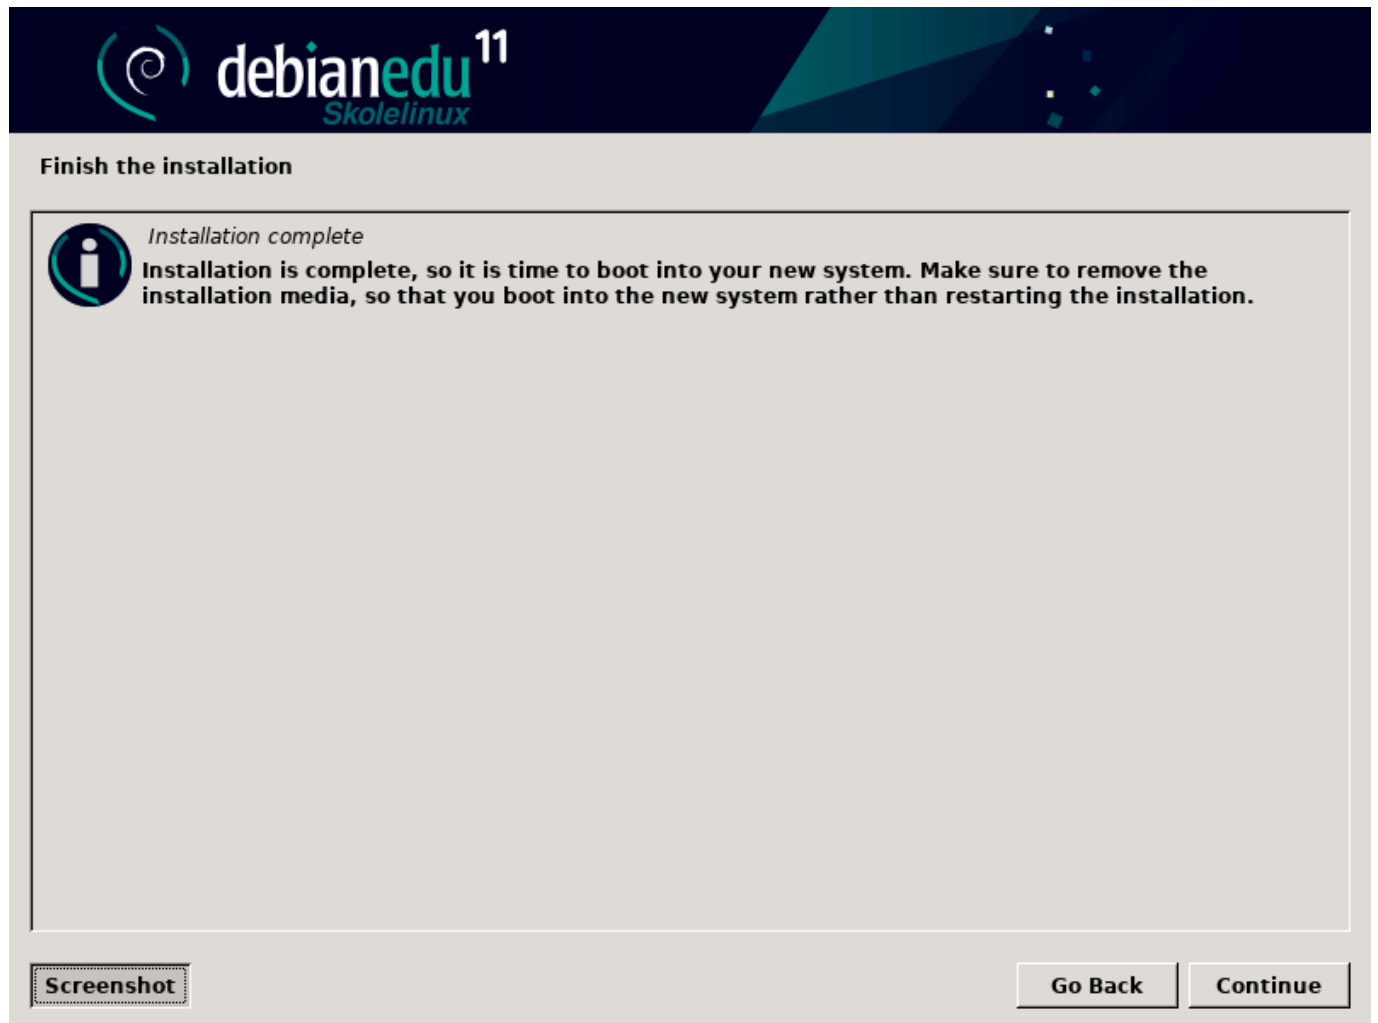 debianedu 11
Skolelinux
Finish the installation
Installation complete
Installation is complete, so it is time to boot into your new system. Make sure to remove the
installation media, so that you boot into the new system rather than restarting the installation.
Screenshot
Go Back
Continue